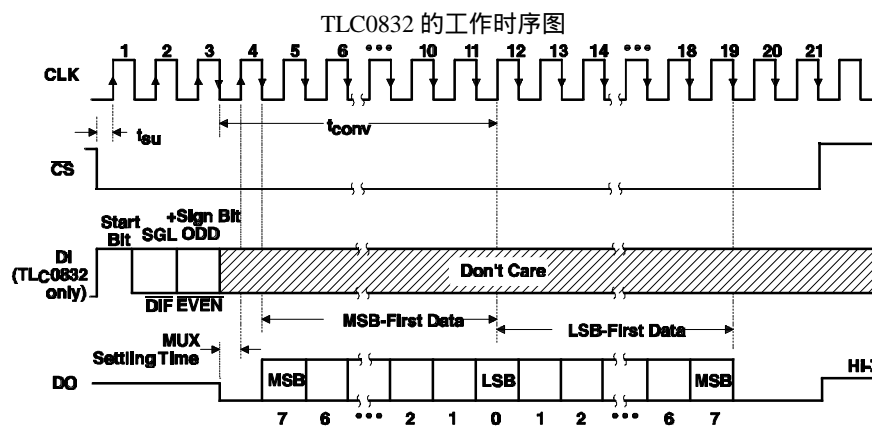 TLC0832 的工作时序图
1 2 3 4 5 6 ••• 10 11 12 13 14 ••• 18 19 20 21
CLK
tsu
tconv
CS
Start Bit
+Sign Bit
SGL ODD
DI
(TLC0832
only)
Don't Care
DIF EVEN
MSB-First Data
LSB-First Data
MUX
Settling Time
DO
MSB
LSB
MSB
HI-Z
7 6 ••• 2 1 0 1 2 ••• 6 7